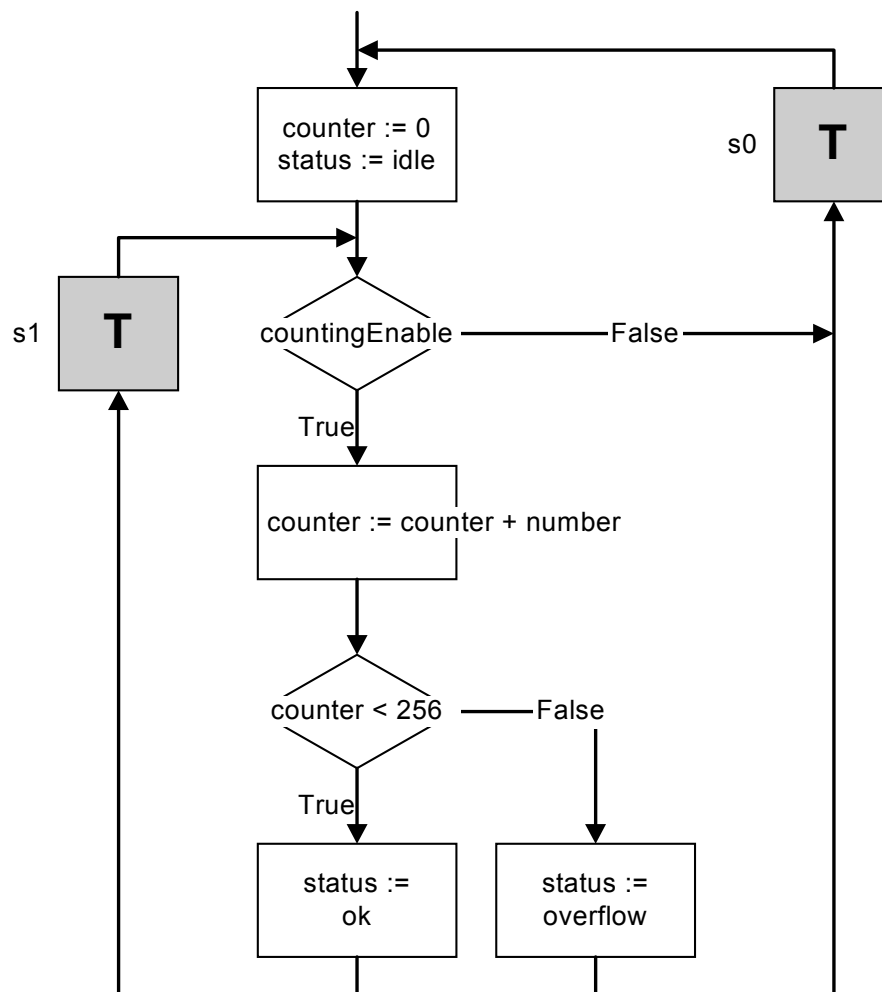 counter := 0
status := idle
s0
T
s1
T
countingEnable
False
True
counter := counter + number
counter < 256
False
True
status :=
ok
status :=
overflow